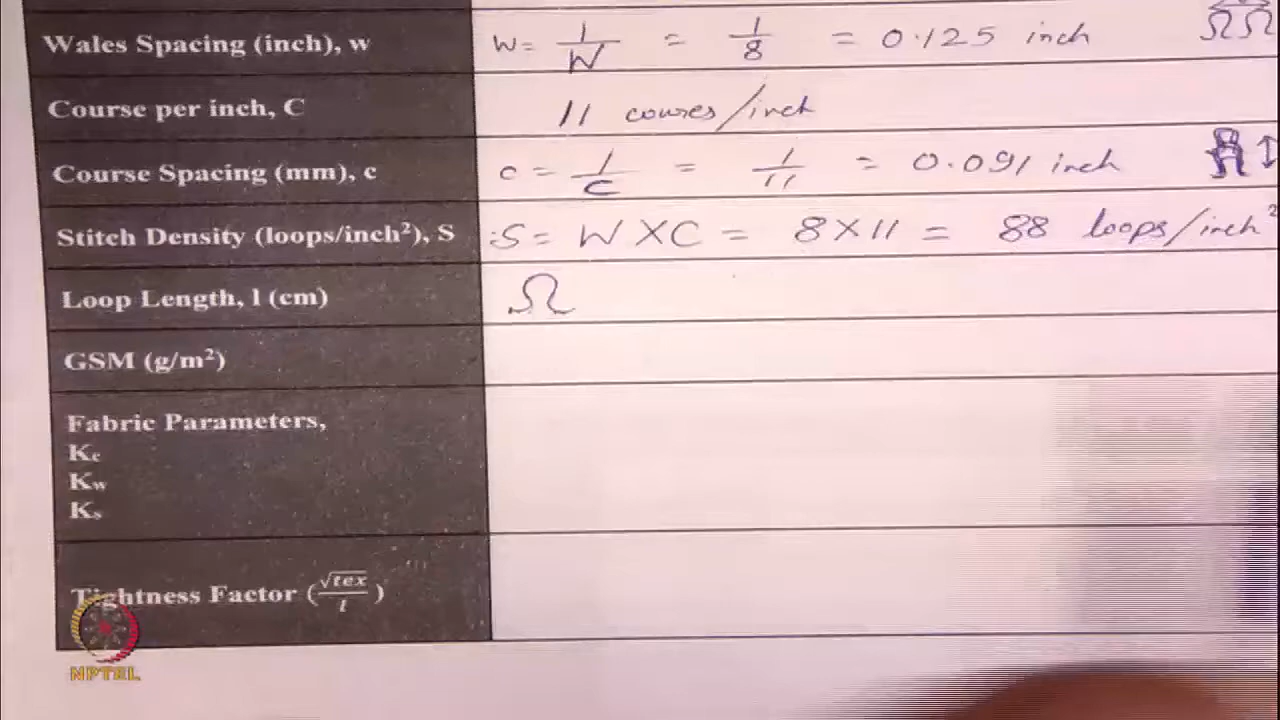 Wales Spacing (inch), w w = 1/W = 1/8 = 0.125 inch
Course per inch, C 11 courses/inch
Course Spacing (mm), c c = 1/C = 1/11 = 0.091 inch
Stitch Density (loops/inch²), S S = W X C = 8 X 11 = 88 loops/inch²
Loop Length, l (cm) Ω
GSM (g/m²)
Fabric Parameters,
Kc
Kw
Ks
Tightness Factor (√tex/l)
NPTEL